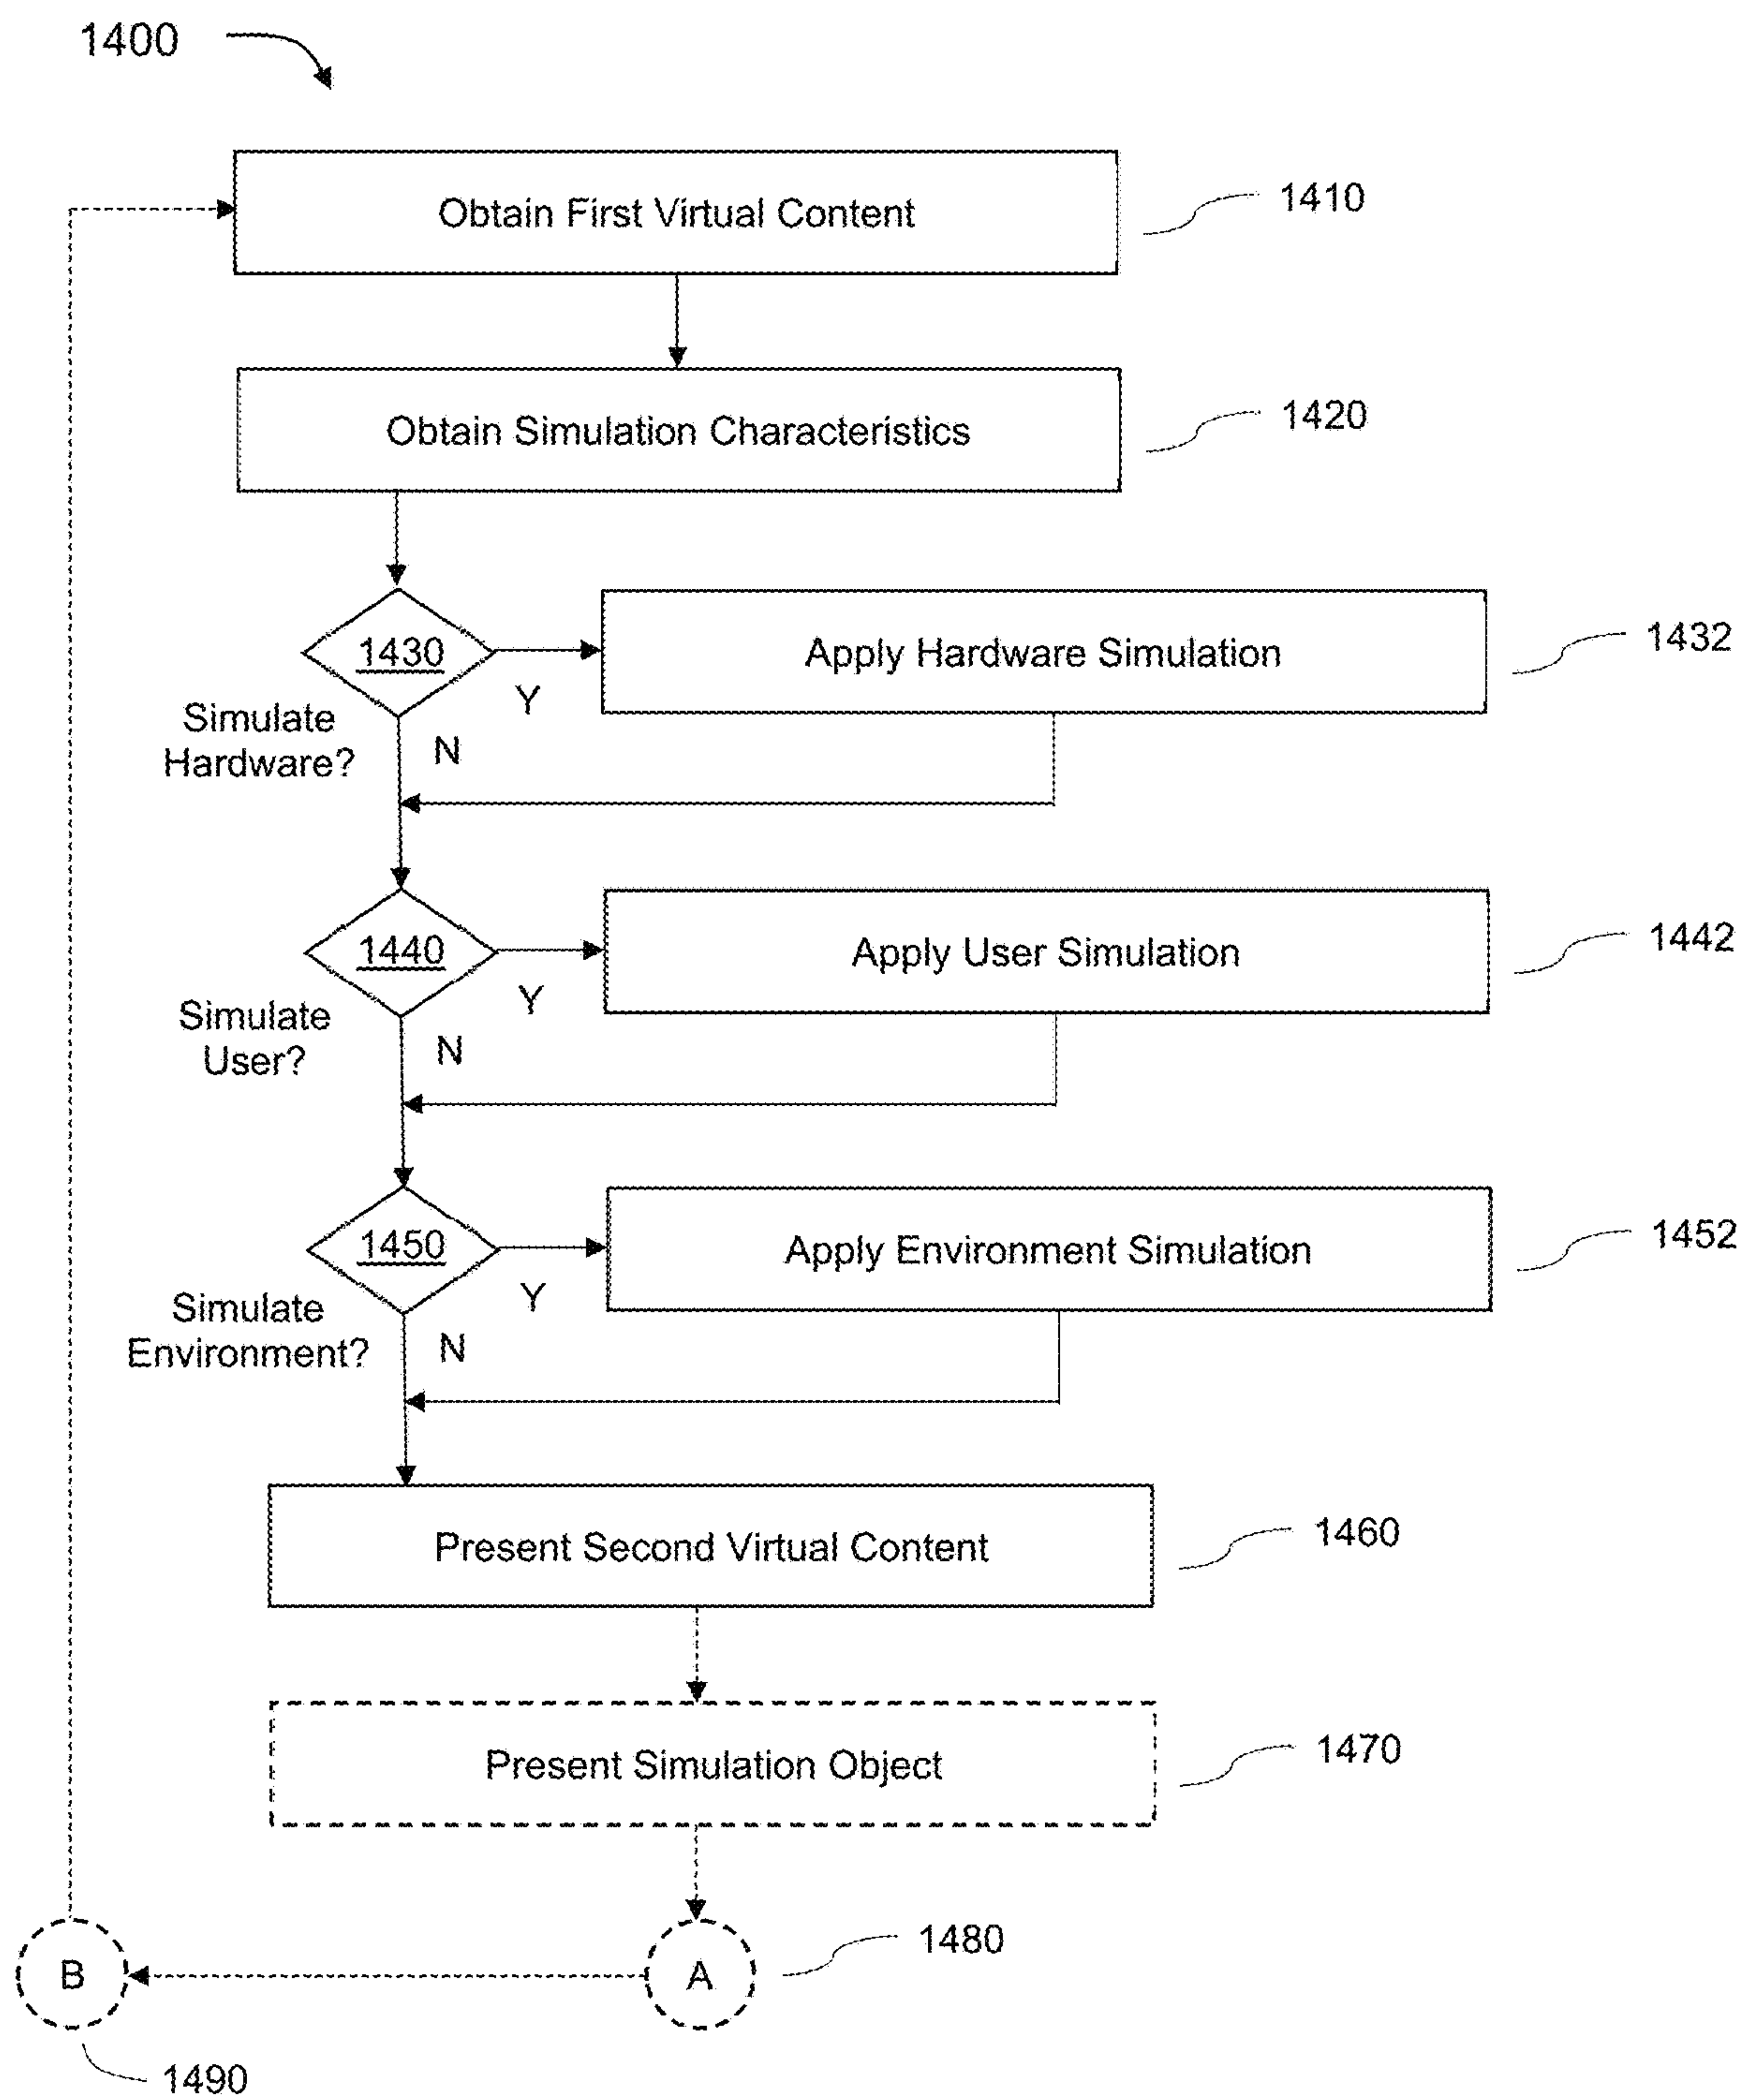 1400
Obtain First Virtual Content
1410
Obtain Simulation Characteristics
1420
1430
Y
Simulate
Hardware?
N
Apply Hardware Simulation
1432
1440
Y
Simulate
User?
N
Apply User Simulation
1442
1450
Y
Simulate
Environment?
N
Apply Environment Simulation
1452
Present Second Virtual Content
1460
Present Simulation Object
1470
A
1480
B
1490